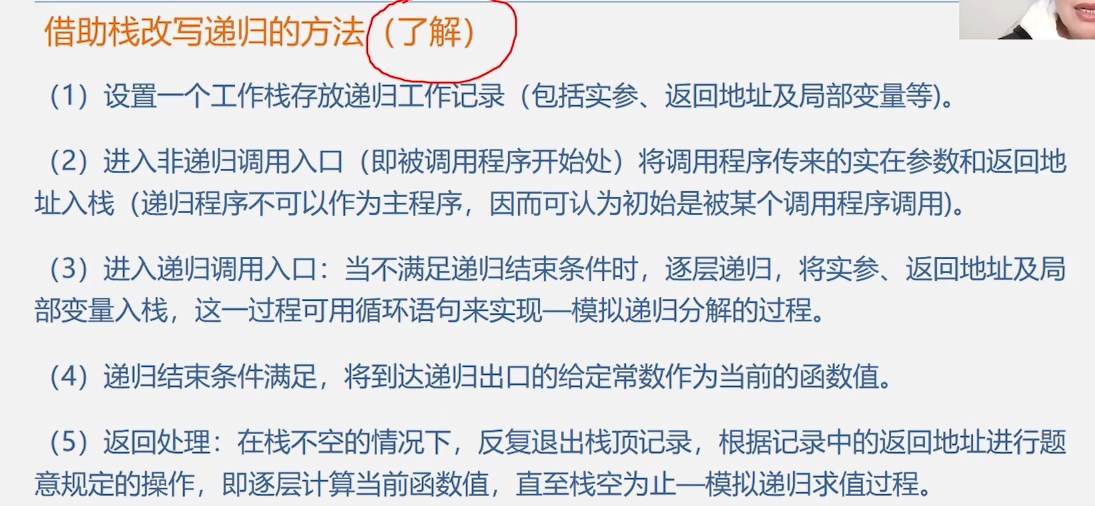 借助栈改写递归的方法（了解）
（1）设置一个工作栈存放递归工作记录（包括实参、返回地址及局部变量等)。
（2）进入非递归调用入口（即被调用程序开始处）将调用程序传来的实在参数和返回地
址入栈（递归程序不可以作为主程序，因而可认为初始是被某个调用程序调用)。
（3）进入递归调用入口：当不满足递归结束条件时，逐层递归，将实参、返回地址及局
部变量入栈，这一过程可用循环语句来实现—模拟递归分解的过程。
（4）递归结束条件满足，将到达递归出口的给定常数作为当前的函数值。
（5）返回处理：在栈不空的情况下，反复退出栈顶记录，根据记录中的返回地址进行题
意规定的操作，即逐层计算当前函数值，直至栈空为止—模拟递归求值过程。